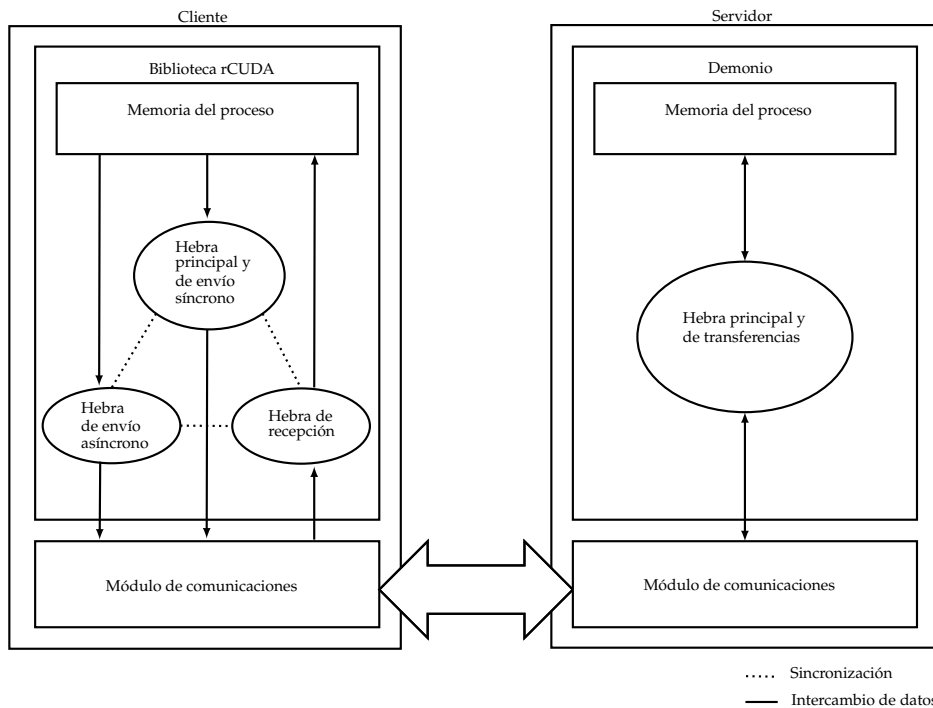 Cliente
Biblioteca rCUDA
Memoria del proceso
Hebra
principal y
de envío
síncrono
Hebra
de envío
asíncrono
Hebra de
recepción
Módulo de comunicaciones
Servidor
Demonio
Memoria del proceso
Hebra principal y
de transferencias
Módulo de comunicaciones
Sincronización
Intercambio de datos